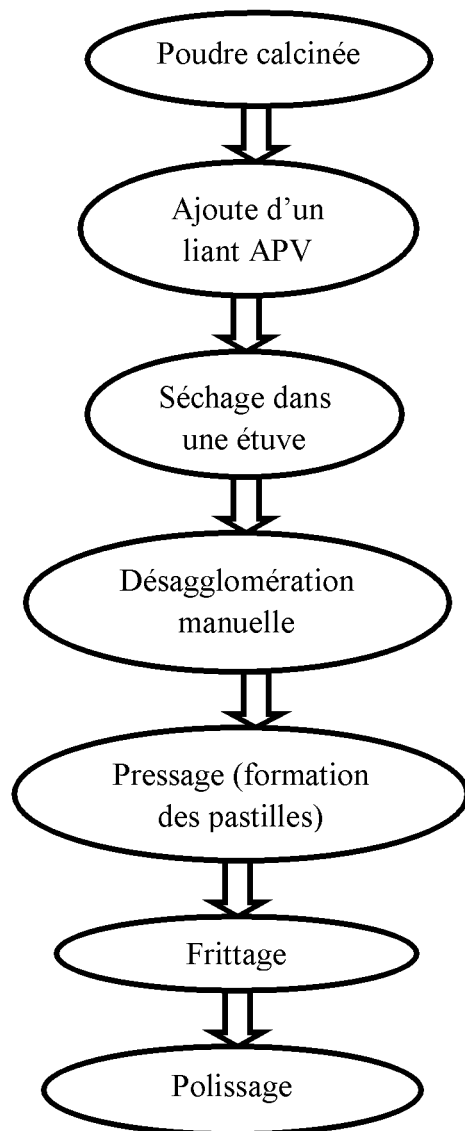 Poudre calcinée
Ajoute d’un
liant APV
Séchage dans
une étuve
Désagglomération
manuelle
Pressage (formation
des pastilles)
Frittage
Polissage